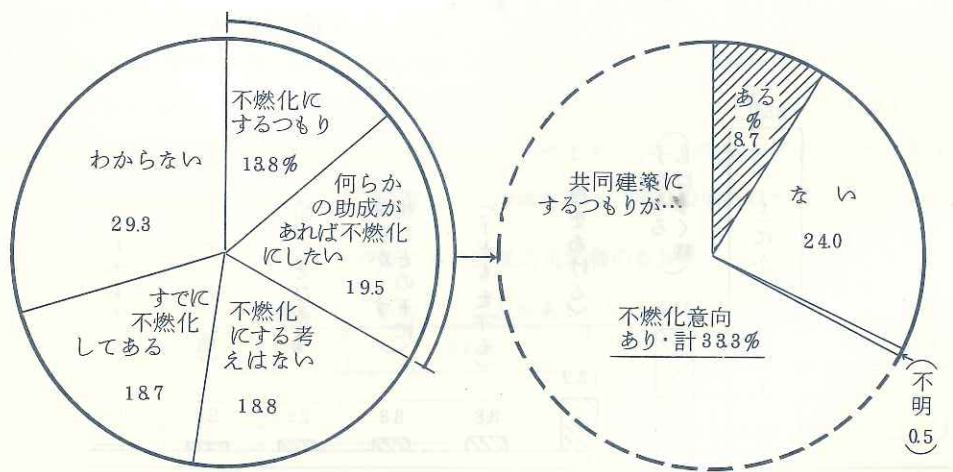 不燃化に
するつもり
13.8%
何らか
の助成が
あれば不燃化
にしたい
19.5
不燃化
にする考
えはない
18.8
すでに
不燃化
してある
18.7
わからない
29.3
共同建築に
するつもりが…
ある
%
8.7
な い
24.0
(不明0.5)
不燃化意向
あり・計33.3%